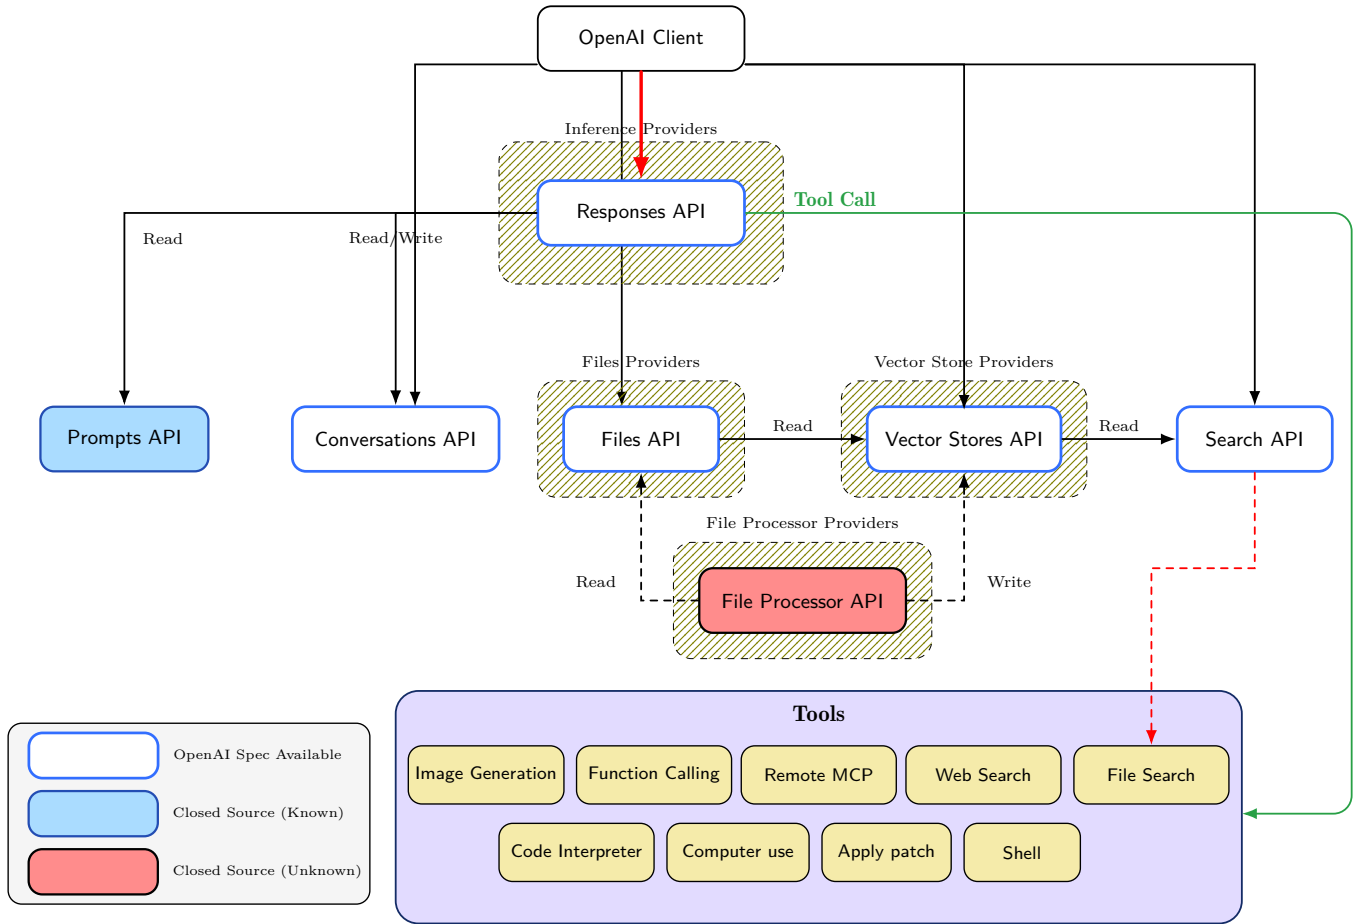 OpenAI Client
Inference Providers
Responses API
Tool Call
Read
Read/Write
Files Providers
Vector Store Providers
Prompts API
Conversations API
Files API
Read
Vector Stores API
Read
Search API
File Processor Providers
Read
File Processor API
Write
Tools
Image Generation
Function Calling
Remote MCP
Web Search
File Search
Code Interpreter
Computer use
Apply patch
Shell
OpenAI Spec Available
Closed Source (Known)
Closed Source (Unknown)